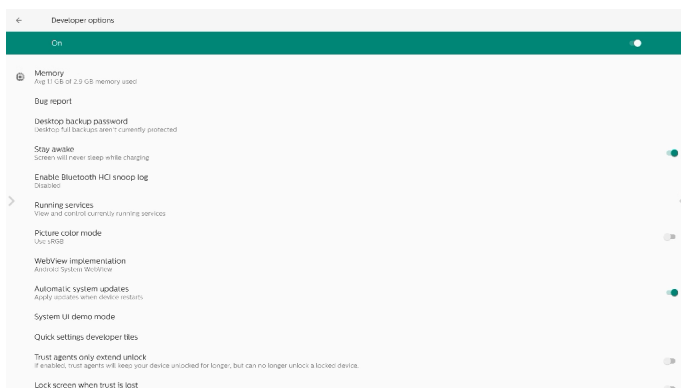 Developer options
On
Memory
Avg 1.1 GB of 2.9 GB memory used
Bug report
Desktop backup password
Desktop full backups aren't currently protected
Stay awake
Screen will never sleep while charging
Enable Bluetooth HCI snoop log
Disabled
Running services
View and control currently running services
Picture color mode
Use sRGB
WebView implementation
Android System WebView
Automatic system updates
Apply updates when device restarts
System UI demo mode
Quick settings developer tiles
Trust agents only extend unlock
If enabled, trust agents will keep your device unlocked for longer, but can no longer unlock a locked device.
Lock screen when trust is lost